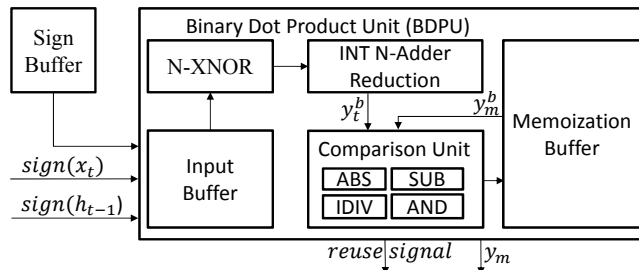 Binary Dot Product Unit (BDPU)
Sign
Buffer
N-XNOR
INT N-Adder
Reduction
y_t^b
y_m^b
Memoization
Buffer
Input
Buffer
Comparison Unit
ABS
SUB
IDIV
AND
sign(x_t)
sign(h_{t-1})
reuse signal
y_m